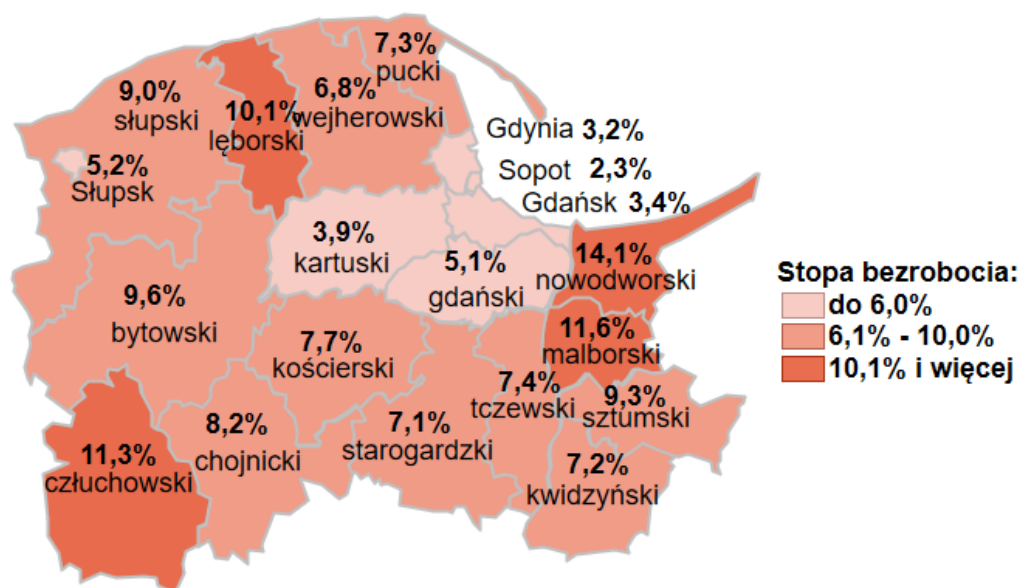 7,3%
pucki
9,0%
słupski
10,1%
lęborski
6,8%
wejherowski
Gdynia 3,2%
Sopot 2,3%
Gdańsk 3,4%
5,2%
Słupsk
3,9%
kartuski
5,1%
gdański
14,1%
nowodworski
9,6%
bytowski
7,7%
kościerski
11,6%
malborski
7,4%
tczewski
9,3%
sztumski
8,2%
chojnicki
7,1%
starogardzki
11,3%
człuchowski
7,2%
kwidzyński
Stopa bezrobocia:
do 6,0%
6,1% - 10,0%
10,1% i więcej